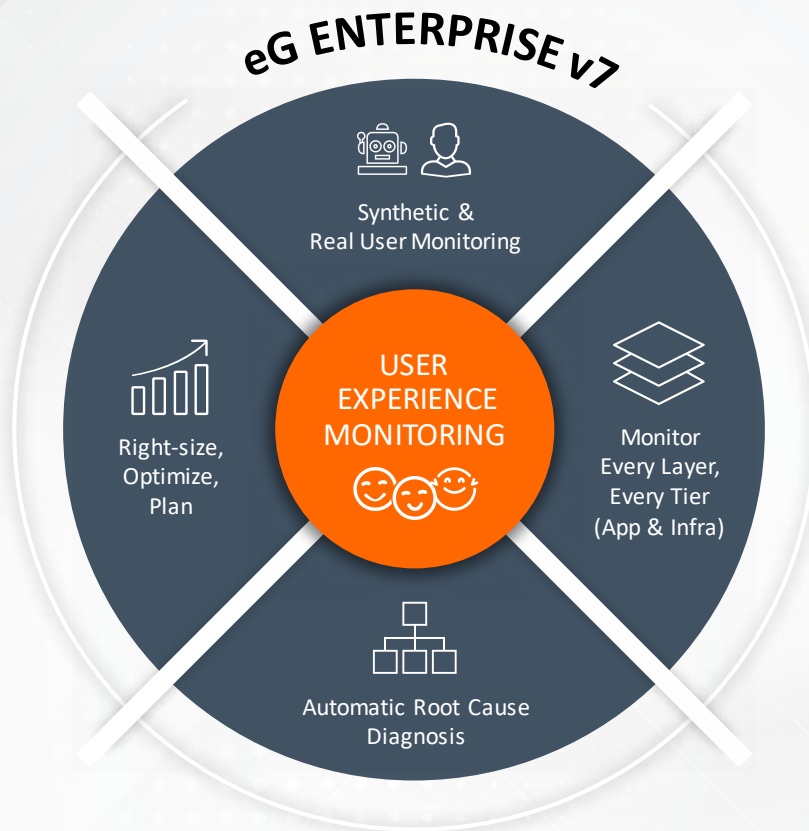 eG ENTERPRISE v7
Synthetic &
Real User Monitoring
USER
EXPERIENCE
MONITORING
Right-size,
Optimize,
Plan
Monitor
Every Layer,
Every Tier
(App & Infra)
Automatic Root Cause
Diagnosis